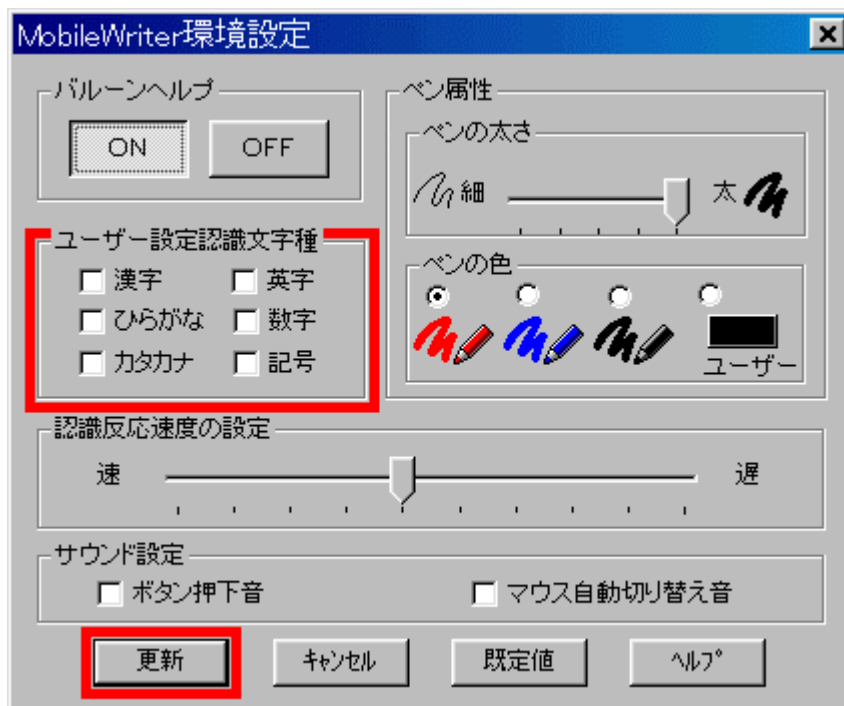 MobileWriter環境設定
バルーンヘルプ
ON OFF
ペン属性
ペンの太さ
細 太
ユーザー設定認識文字種
漢字 英字
ひらがな 数字
カタカナ 記号
ペンの色
ユーザー
認識反応速度の設定
速 遅
サウンド設定
ボタン押下音 マウス自動切り替え音
更新 ｷｬﾝｾﾙ 既定値 ﾍﾙﾌﾟ